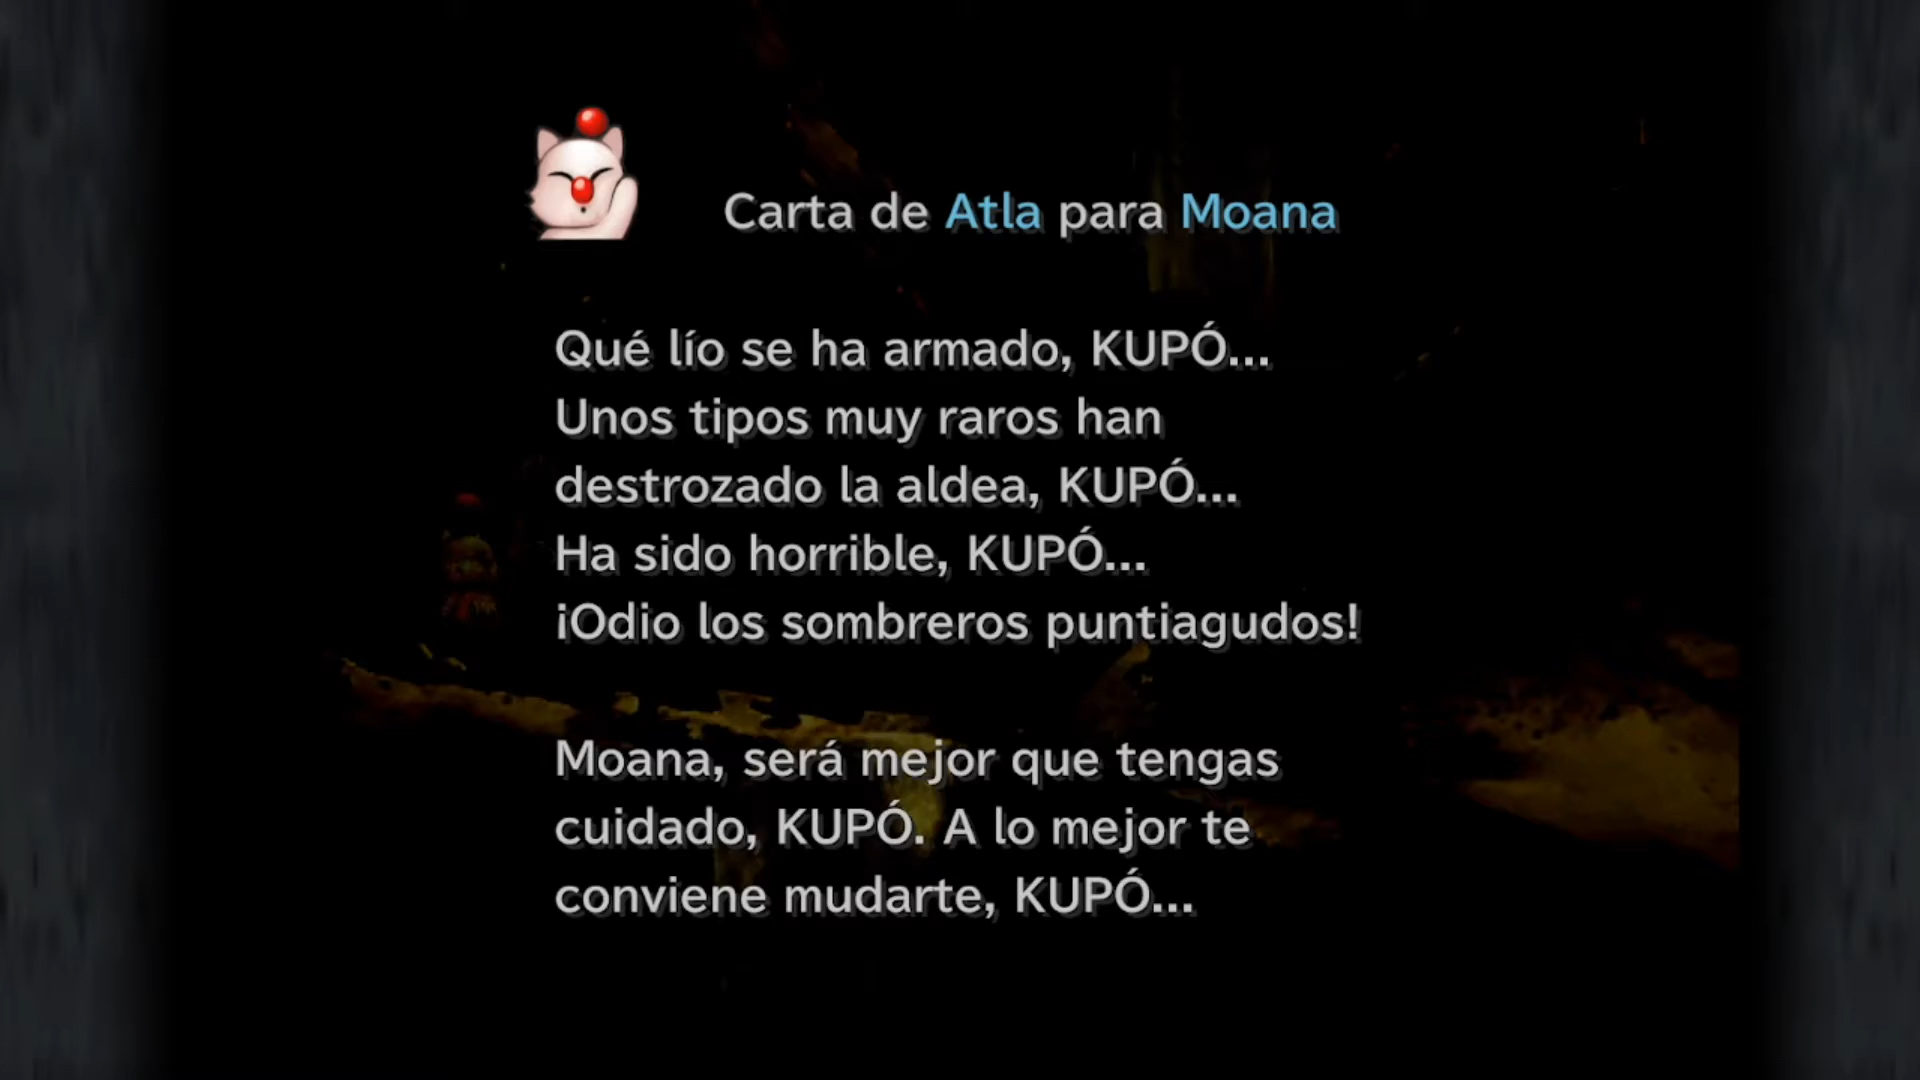 Carta de Atla para Moana
Qué lío se ha armado, KUPÓ...
Unos tipos muy raros han
destrozado la aldea, KUPÓ...
Ha sido horrible, KUPÓ...
¡Odio los sombreros puntiagudos!
Moana, será mejor que tengas
cuidado, KUPÓ. A lo mejor te
conviene mudarte, KUPÓ...